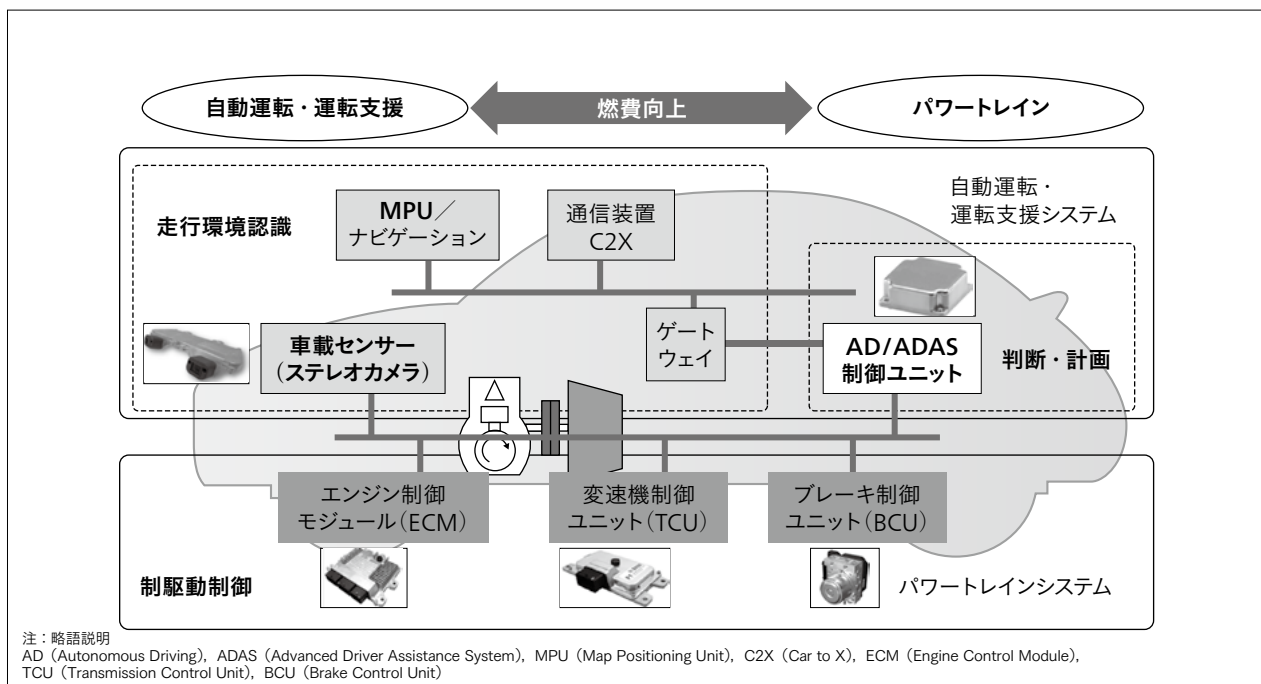 自動運転・運転支援
燃費向上
パワートレイン
走行環境認識
MPU／
ナビゲーション
通信装置
C2X
自動運転・
運転支援システム
車載センサー
（ステレオカメラ）
ゲート
ウェイ
AD/ADAS
制御ユニット
判断・計画
エンジン制御
モジュール（ECM）
変速機制御
ユニット（TCU）
ブレーキ制御
ユニット（BCU）
制駆動制御
パワートレインシステム
注：略語説明
AD（Autonomous Driving），ADAS（Advanced Driver Assistance System），MPU（Map Positioning Unit），C2X（Car to X），ECM（Engine Control Module），
TCU（Transmission Control Unit），BCU（Brake Control Unit）